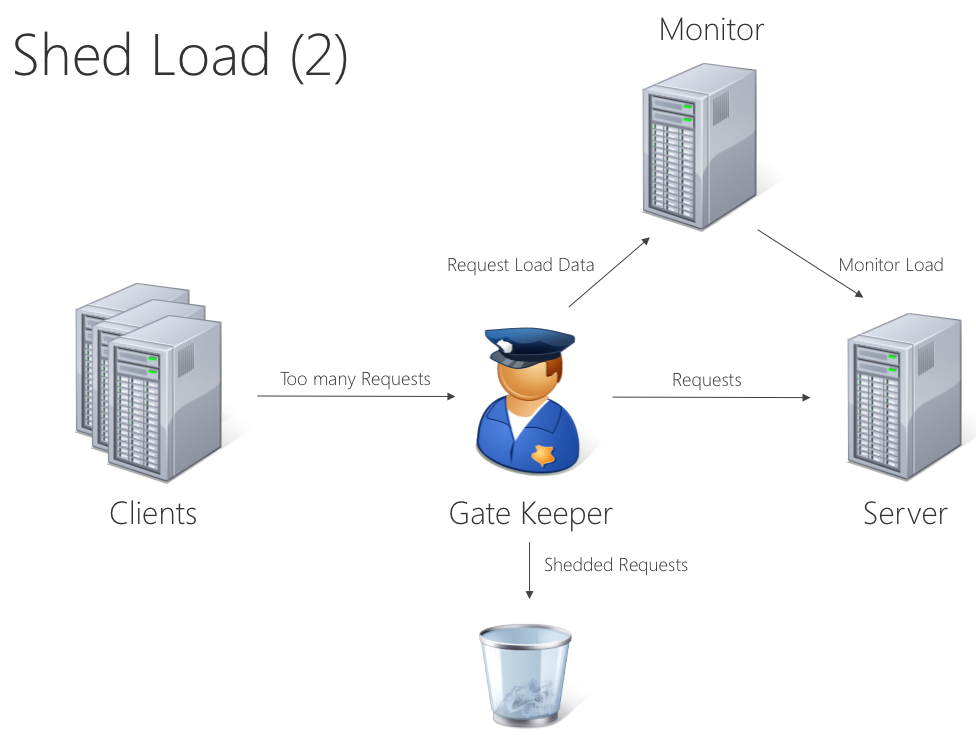 Shed Load (2)
Monitor
Request Load Data
Monitor Load
Too many Requests
Requests
Clients
Gate Keeper
Server
Shedded Requests